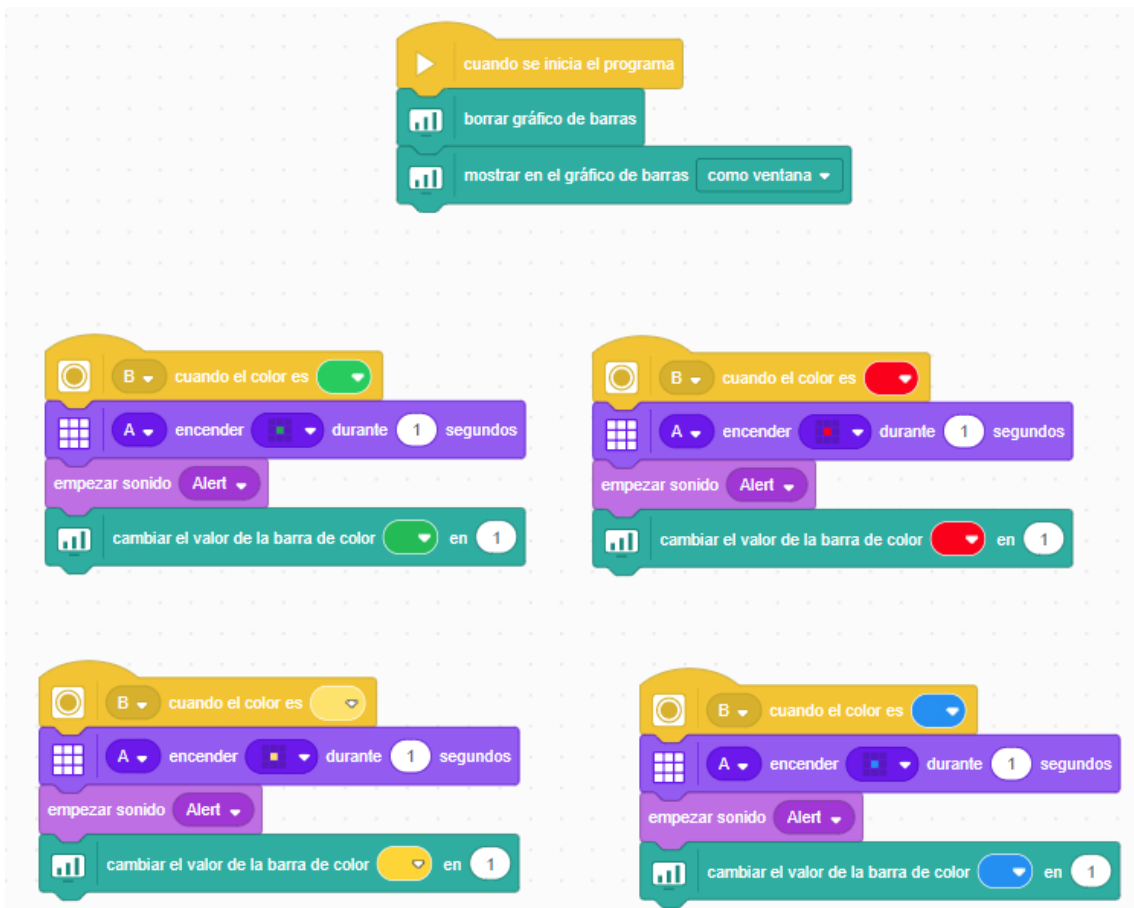 cuando se inicia el programa
borrar gráfico de barras
mostrar en el gráfico de barras como ventana
B cuando el color es
A encender durante 1 segundos
empezar sonido Alert
cambiar el valor de la barra de color en 1
B cuando el color es
A encender durante 1 segundos
empezar sonido Alert
cambiar el valor de la barra de color en 1
B cuando el color es
A encender durante 1 segundos
empezar sonido Alert
cambiar el valor de la barra de color en 1
B cuando el color es
A encender durante 1 segundos
empezar sonido Alert
cambiar el valor de la barra de color en 1